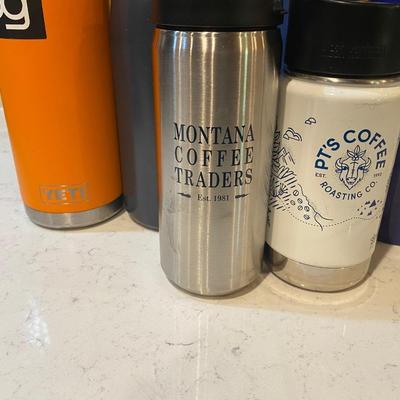 YETI
MONTANA
COFFEE
TRADERS
Est. 1981
PT'S COFFEE
EST. 1993
ROASTING CO.